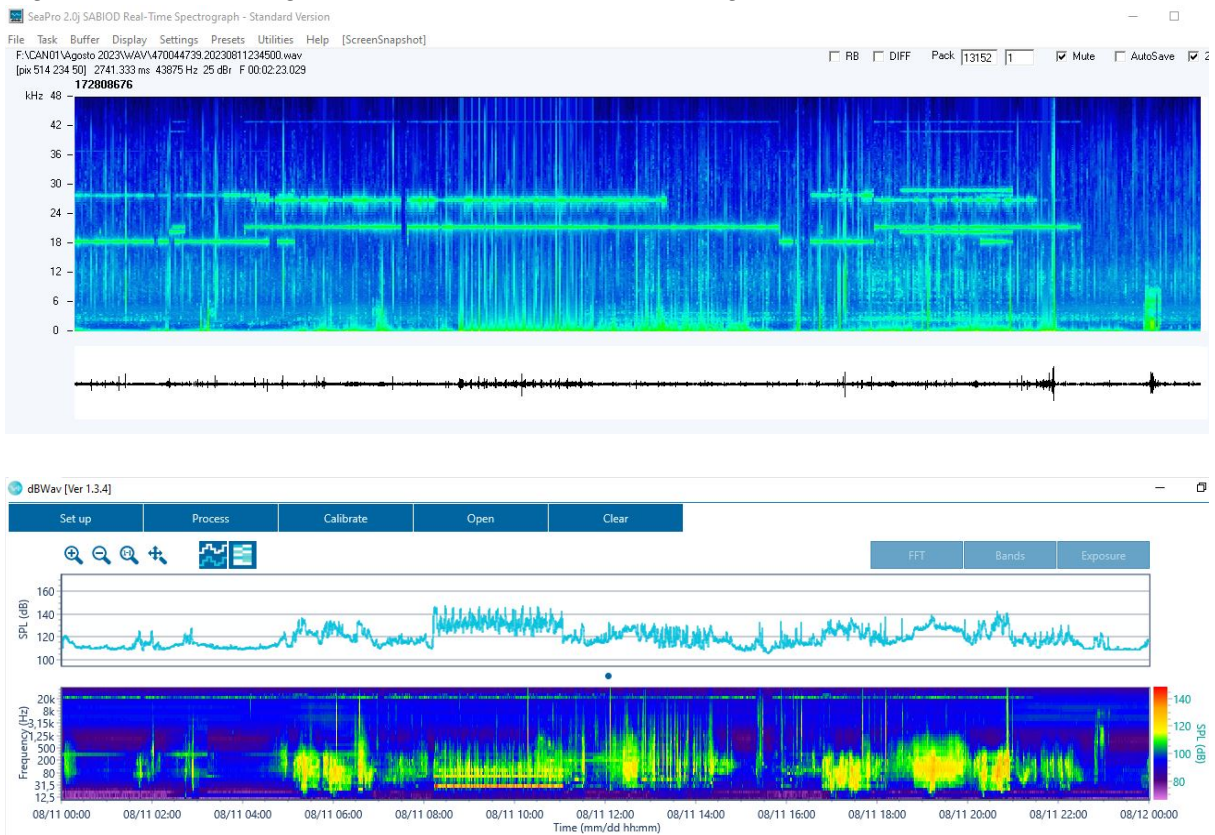 SeaPro 2.0j SABIOD Real-Time Spectrograph - Standard Version
File Task Buffer Display Settings Presets Utilities Help [ScreenSnapshot]
F:\CAN01\Agosto 2023\WAV\470044739.20230811234500.wav
RB DIFF Pack 13152 1 Mute AutoSave 2
[pix 514 234 50] 2741.333 ms 43875 Hz 25 dBr F 00:02:23.029
172808676
kHz 48
42
36
30
24
18
12
6
0
dBWav [Ver 1.3.4]
Set up Process Calibrate Open Clear
FFT Bands Exposure
SPL (dB)
160
140
120
100
Frequency (Hz)
20k
8k
3,15k
1,25k
500
200
80
31,5
12,5
140
120
100
80
SPL (dB)
08/11 00:00 08/11 02:00 08/11 04:00 08/11 06:00 08/11 08:00 08/11 10:00 08/11 12:00 08/11 14:00 08/11 16:00 08/11 18:00 08/11 20:00 08/11 22:00 08/12 00:00
Time (mm/dd hh:mm)